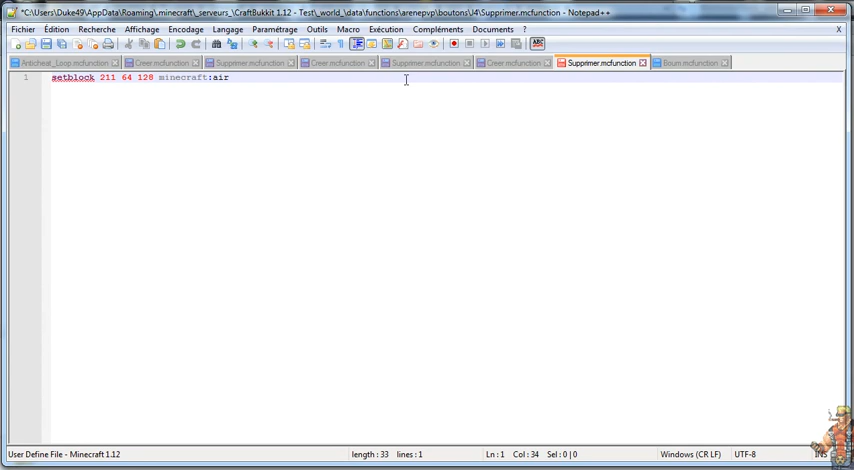 *C:\Users\Duke49\AppData\Roaming\.minecraft\_serveurs_\CraftBukkit 1.12 - Test\_world_\data\functions\arenepvp\boutons\J4\Supprimer.mcfunction - Notepad++
Fichier Édition Recherche Affichage Encodage Langage Paramétrage Outils Macro Exécution Compléments Documents ? X
ABC
Anticheat_Loop.mcfunction Creer.mcfunction Supprimer.mcfunction Creer.mcfunction Supprimer.mcfunction Creer.mcfunction Supprimer.mcfunction Boum.mcfunction
1 setblock 211 64 128 minecraft:air
User Define File - Minecraft 1.12 length : 33 lines : 1 Ln : 1 Col : 34 Sel : 0 | 0 Windows (CR LF) UTF-8 INS